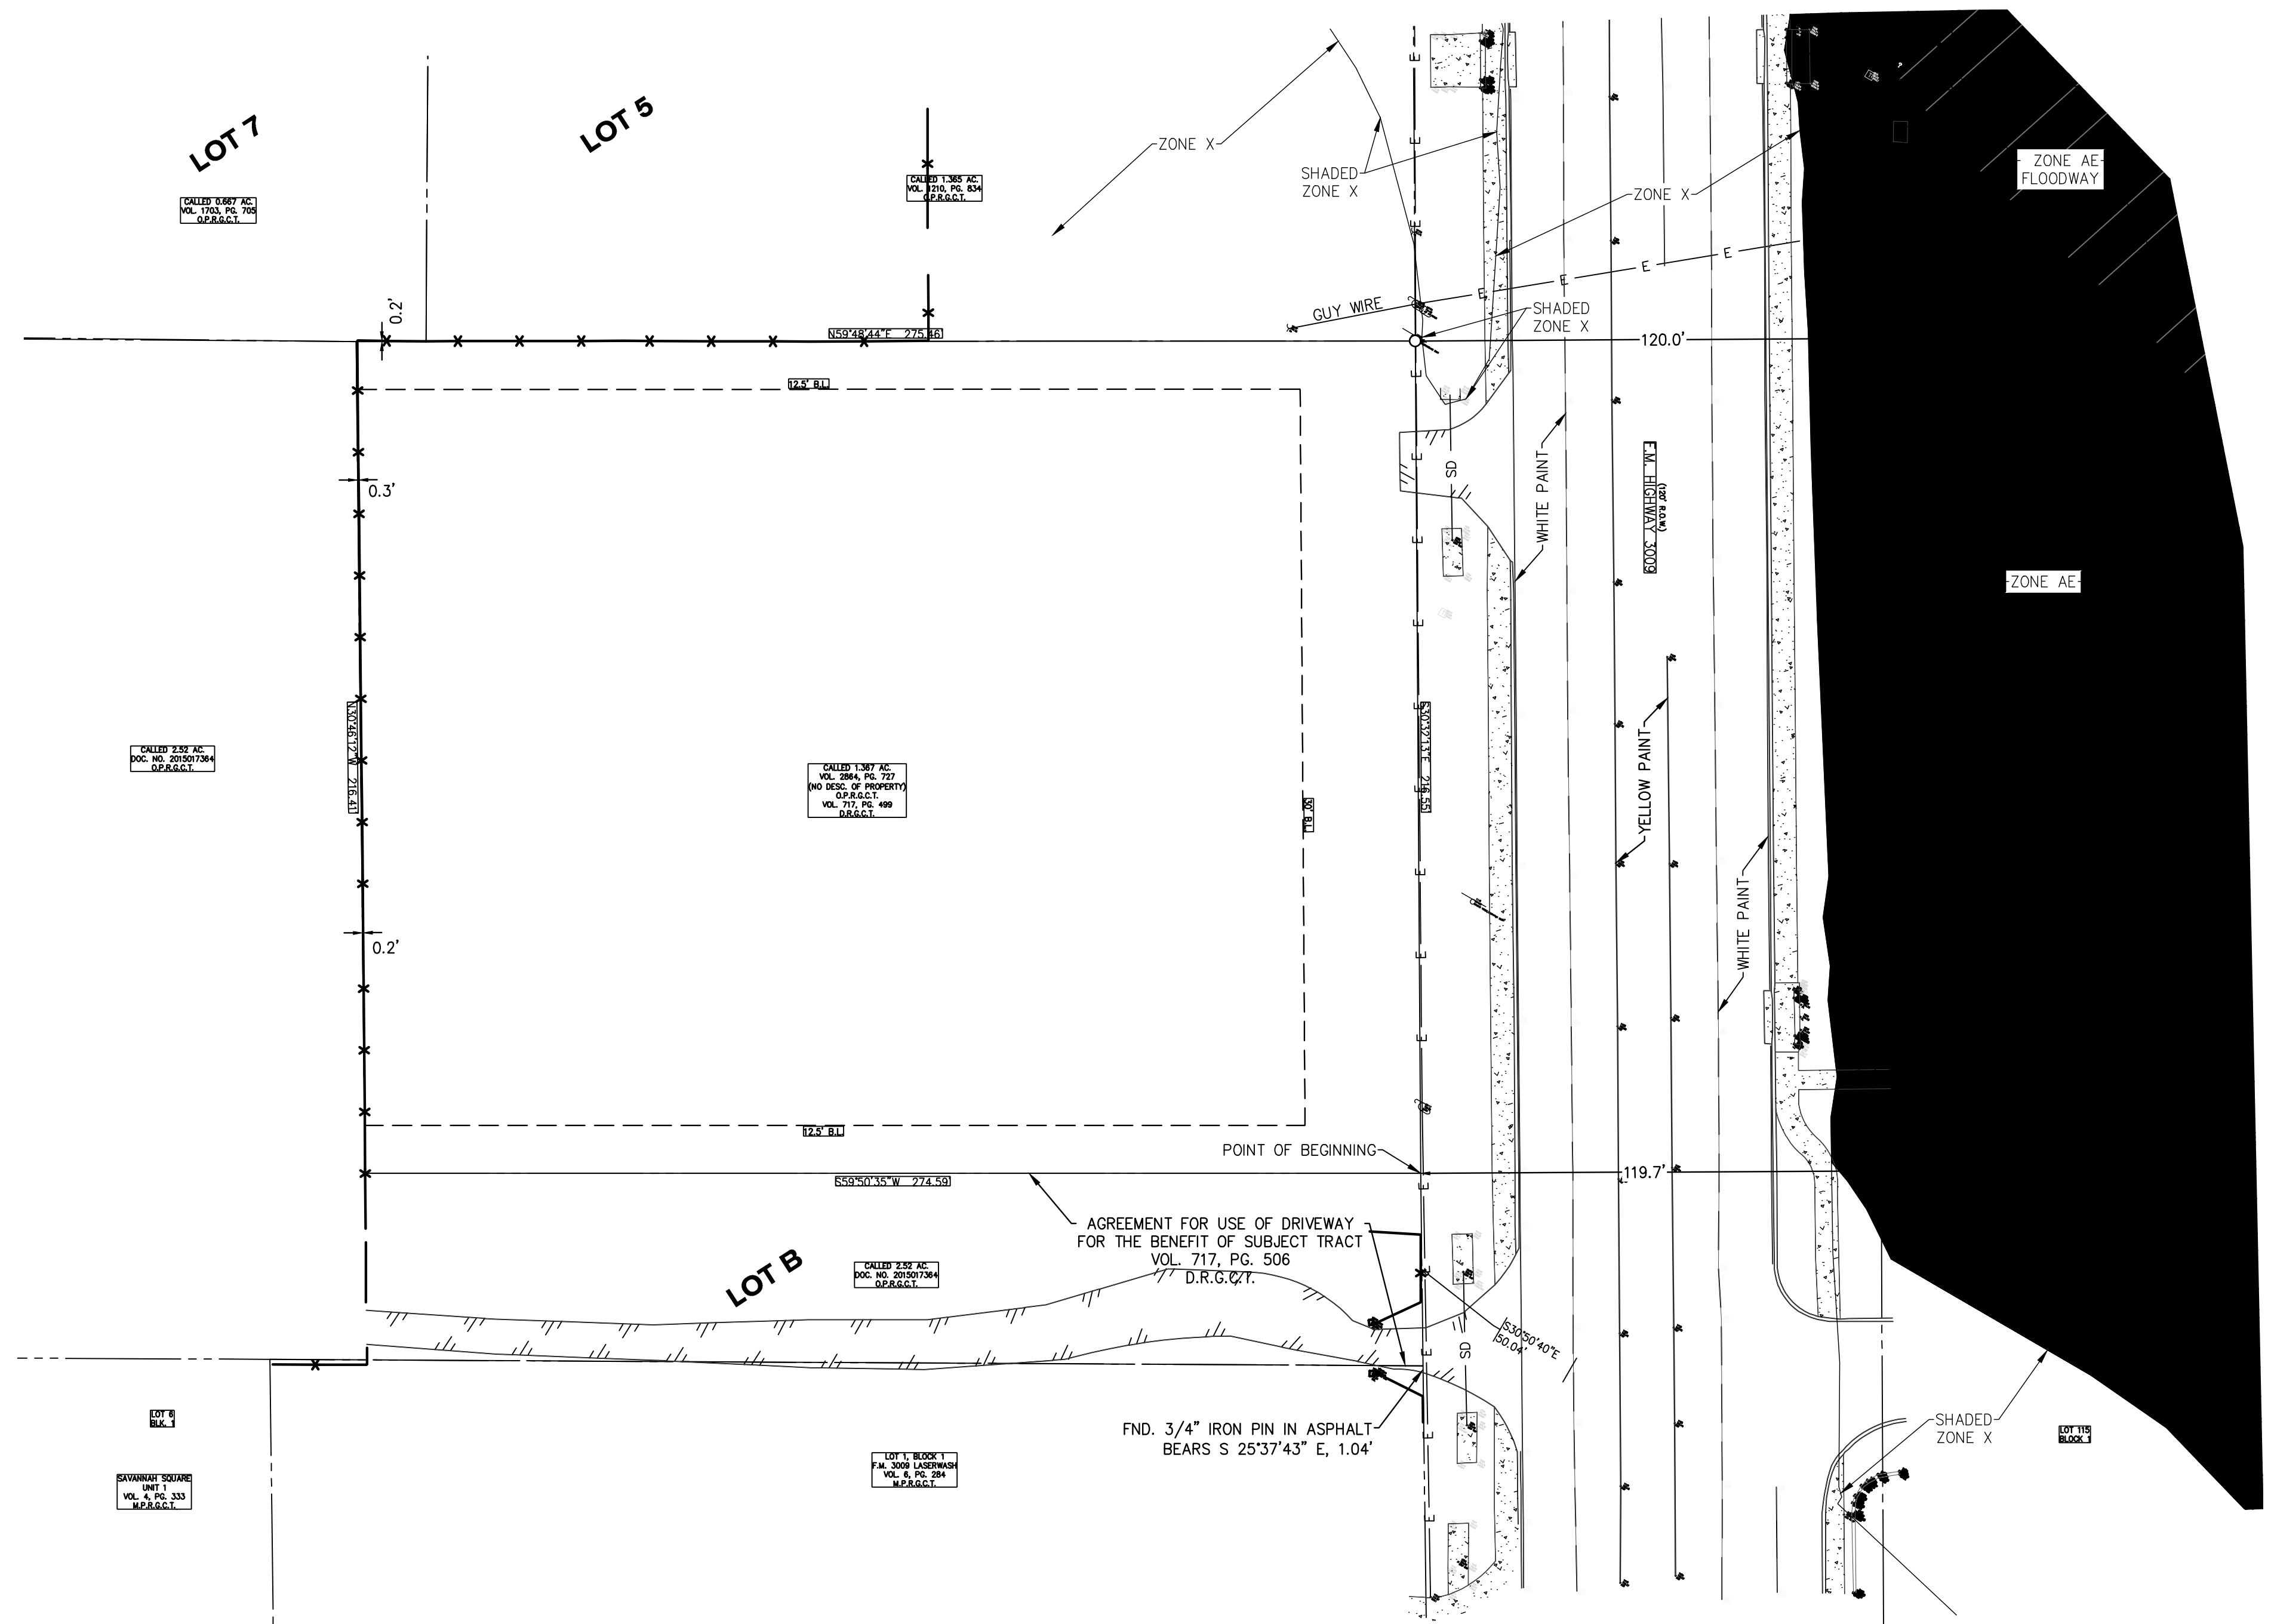 LOT 7
LOT 5
CALLED 0.667 AC.
VOL. 1703, PG. 705
O.P.R.G.C.T.
CALLED 1.365 AC.
VOL. 1210, PG. 834
O.P.R.G.C.T.
ZONE X
SHADED
ZONE X
ZONE X
ZONE AE
FLOODWAY
GUY WIRE
E
E
E
E
SHADED
ZONE X
0.2'
N59°48'44"E 275.46'
120.0'
12.5' B.L.
0.3'
SD
WHITE PAINT
F.M. HIGHWAY 3009
(120' R.O.W.)
ZONE AE
N30°46'12"W 216.41'
CALLED 2.52 AC.
DOC. NO. 2015017364
O.P.R.G.C.T.
CALLED 1.367 AC.
VOL. 2864, PG. 727
(NO DESC. OF PROPERTY)
O.P.R.G.C.T.
VOL. 717, PG. 499
D.R.G.C.T.
30' B.L.
S30°32'13"E 216.55'
YELLOW PAINT
WHITE PAINT
0.2'
12.5' B.L.
POINT OF BEGINNING
119.7'
S59°50'35"W 274.59'
AGREEMENT FOR USE OF DRIVEWAY
FOR THE BENEFIT OF SUBJECT TRACT
VOL. 717, PG. 506
D.R.G.C.T.
LOT B
CALLED 2.52 AC.
DOC. NO. 2015017364
O.P.R.G.C.T.
S30°50'40"E
50.04'
SD
FND. 3/4" IRON PIN IN ASPHALT
BEARS S 25°37'43" E, 1.04'
LOT 6
BLK. 1
SAVANNAH SQUARE
UNIT 1
VOL. 4, PG. 333
M.P.R.G.C.T.
LOT 1, BLOCK 1
F.M. 3009 LASERWASH
VOL. 6, PG. 284
M.P.R.G.C.T.
SHADED
ZONE X
LOT 115
BLOCK 1